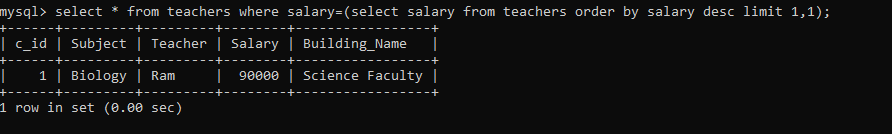 mysql> select * from teachers where salary=(select salary from teachers order by salary desc limit 1,1);
+------+---------+---------+--------+-----------------+
| c_id | Subject | Teacher | Salary | Building_Name   |
+------+---------+---------+--------+-----------------+
|    1 | Biology | Ram     |  90000 | Science Faculty |
+------+---------+---------+--------+-----------------+
1 row in set (0.00 sec)